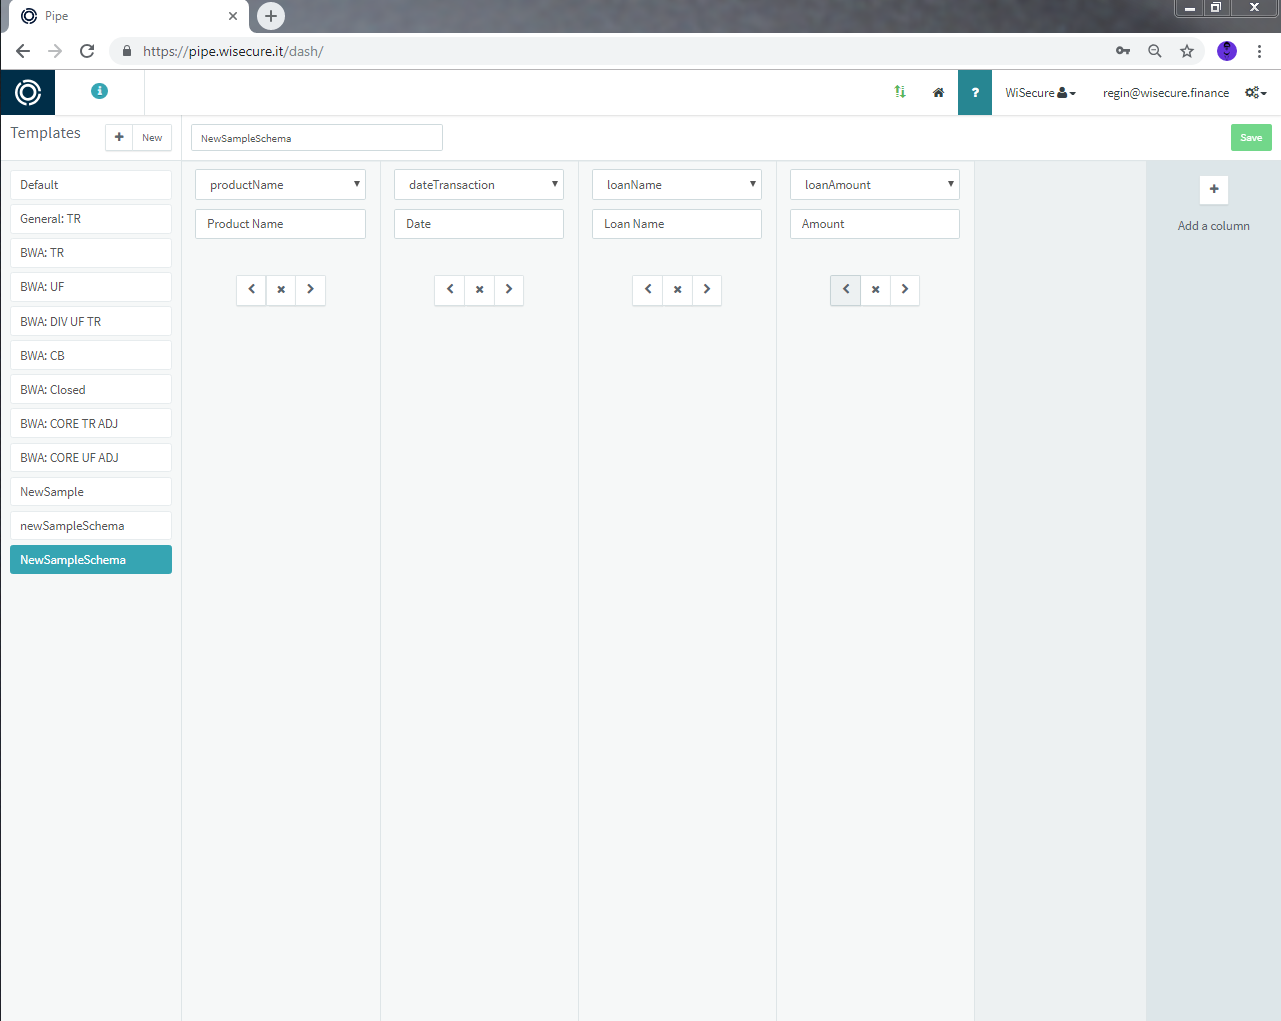 Pipe
https://pipe.wisecure.it/dash/
WiSecure
regin@wisecure.finance
Templates
New
NewSampleSchema
Save
Default
General: TR
BWA: TR
BWA: UF
BWA: DIV UF TR
BWA: CB
BWA: Closed
BWA: CORE TR ADJ
BWA: CORE UF ADJ
NewSample
newSampleSchema
NewSampleSchema
productName
Product Name
dateTransaction
Date
loanName
Loan Name
loanAmount
Amount
Add a column